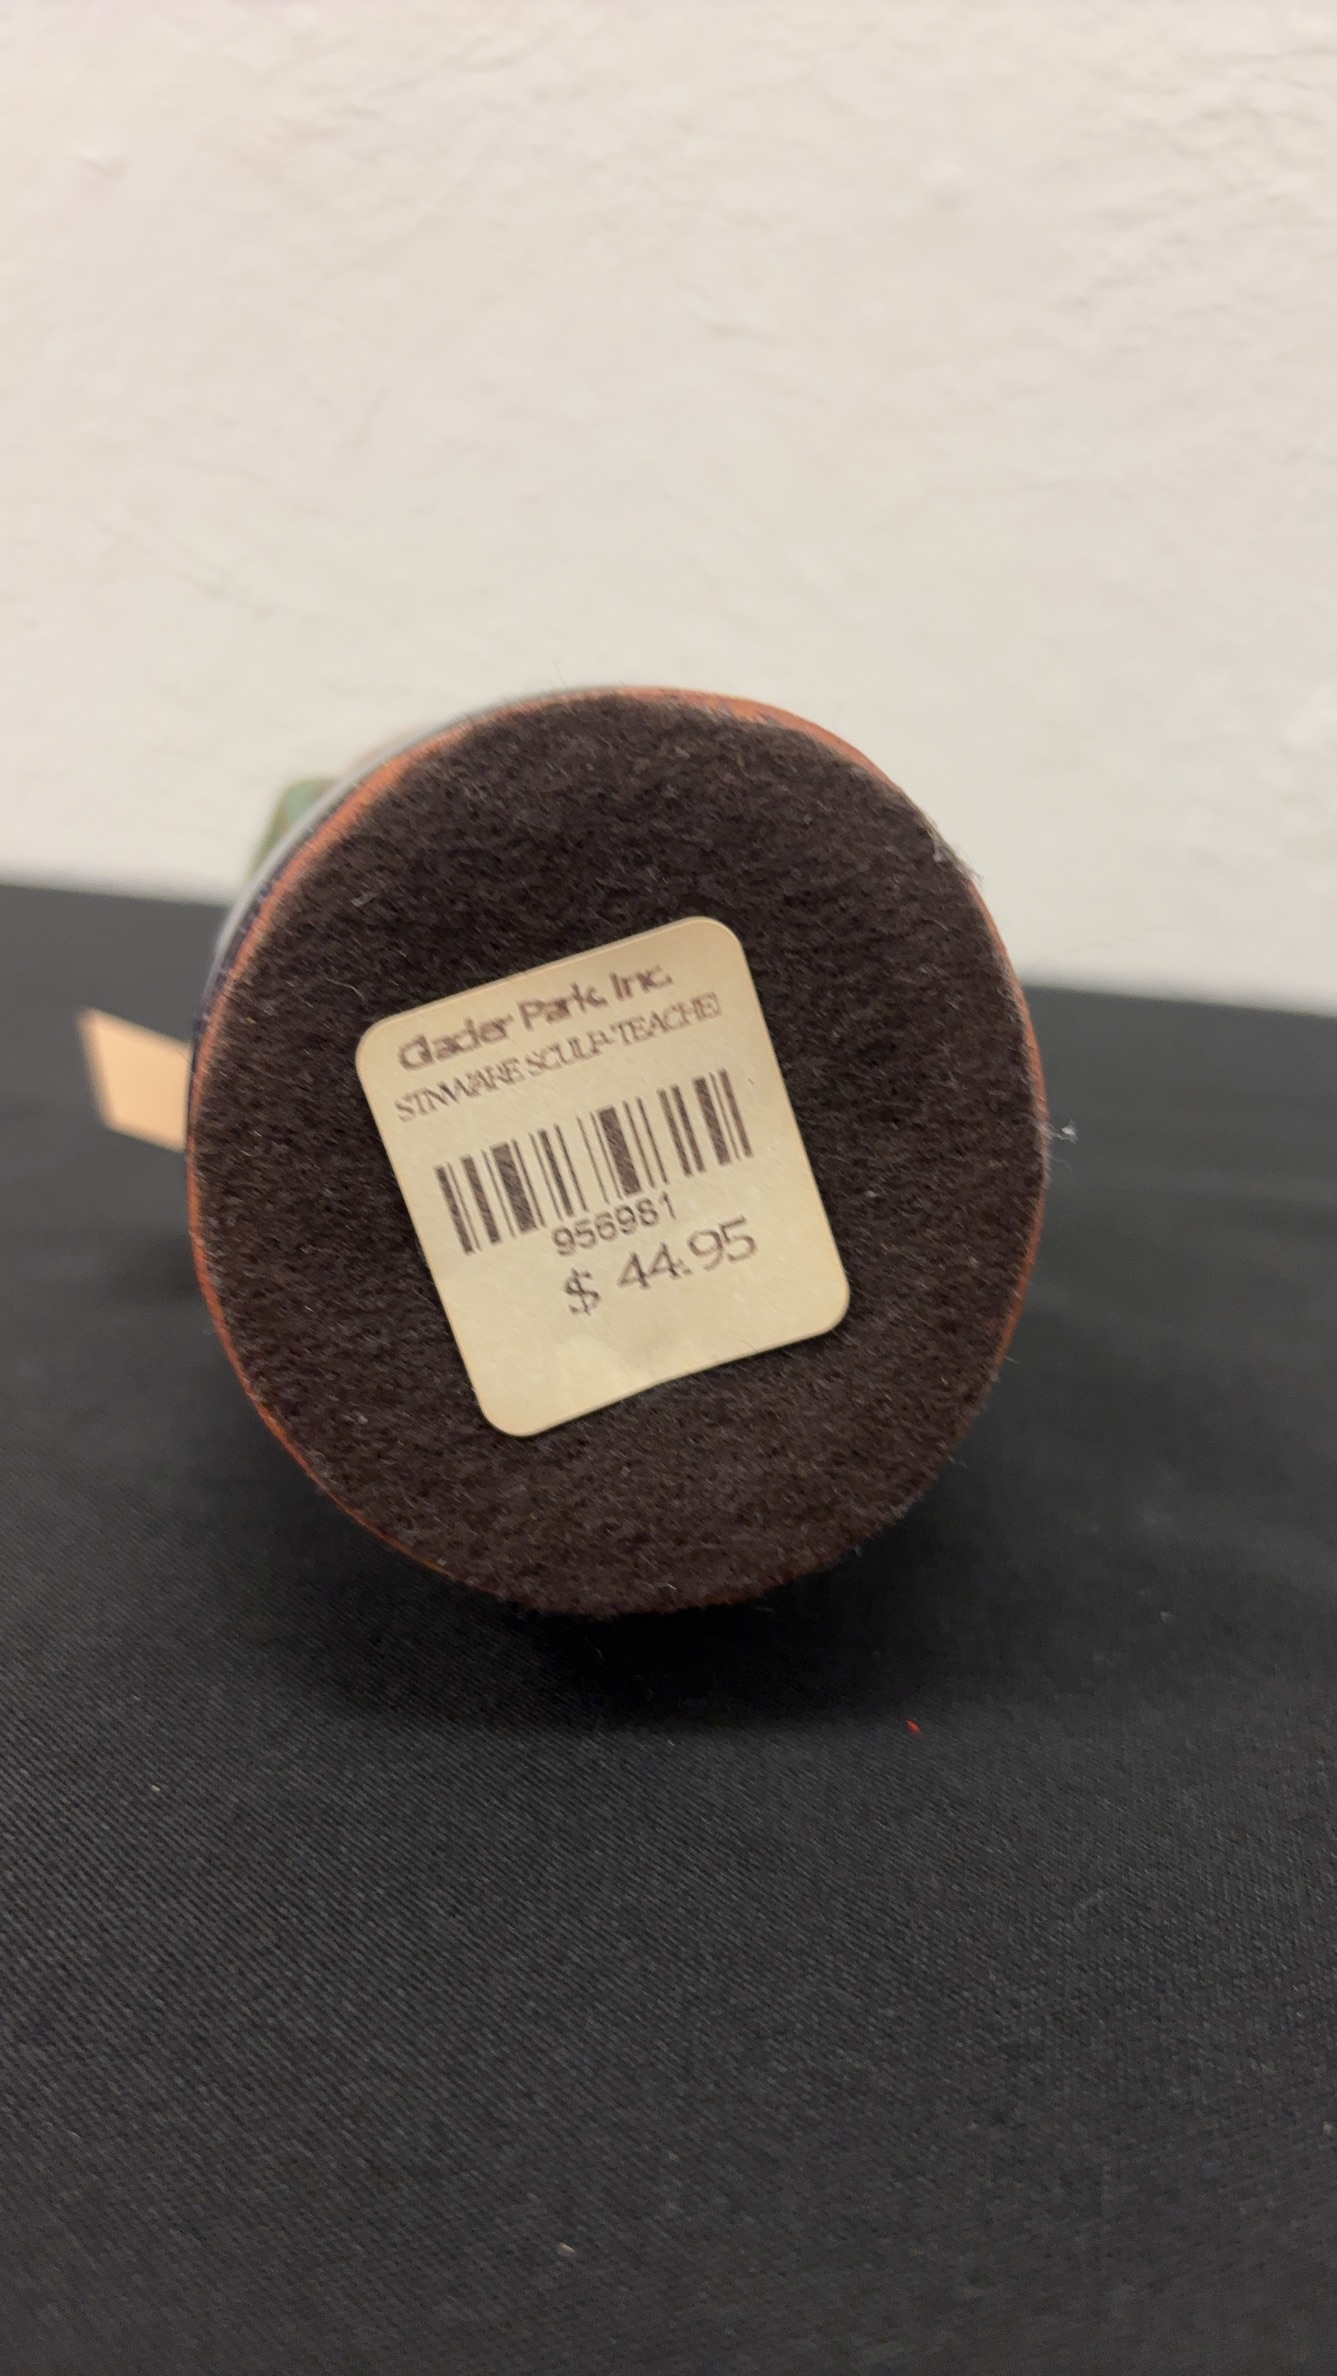 Glacier Park, Inc.
STNWARE SCULP-TEACHE
956981
$ 44.95